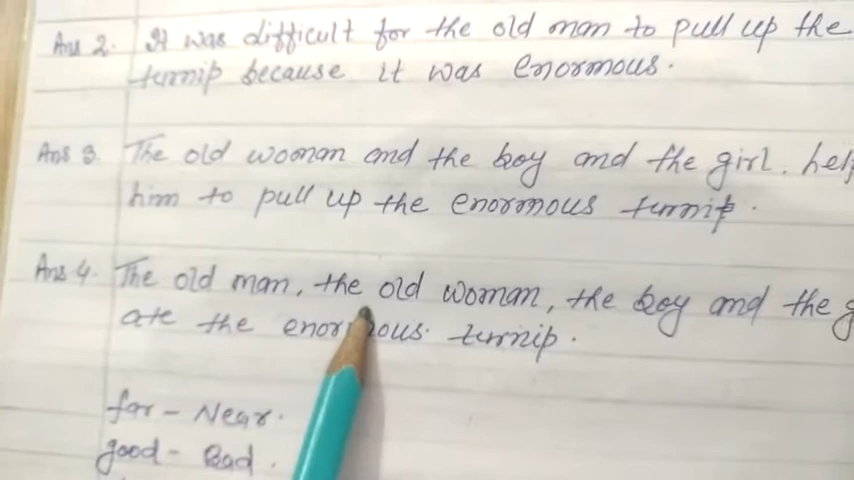 Ans 2. It was difficult for the old man to pull up the
turnip because it was enormous.
Ans 3. The old woman and the boy and the girl. help
him to pull up the enormous turnip.
Ans 4. The old man, the old woman, the boy and the g
ate the enormous turnip.
far - Near.
good - Bad.